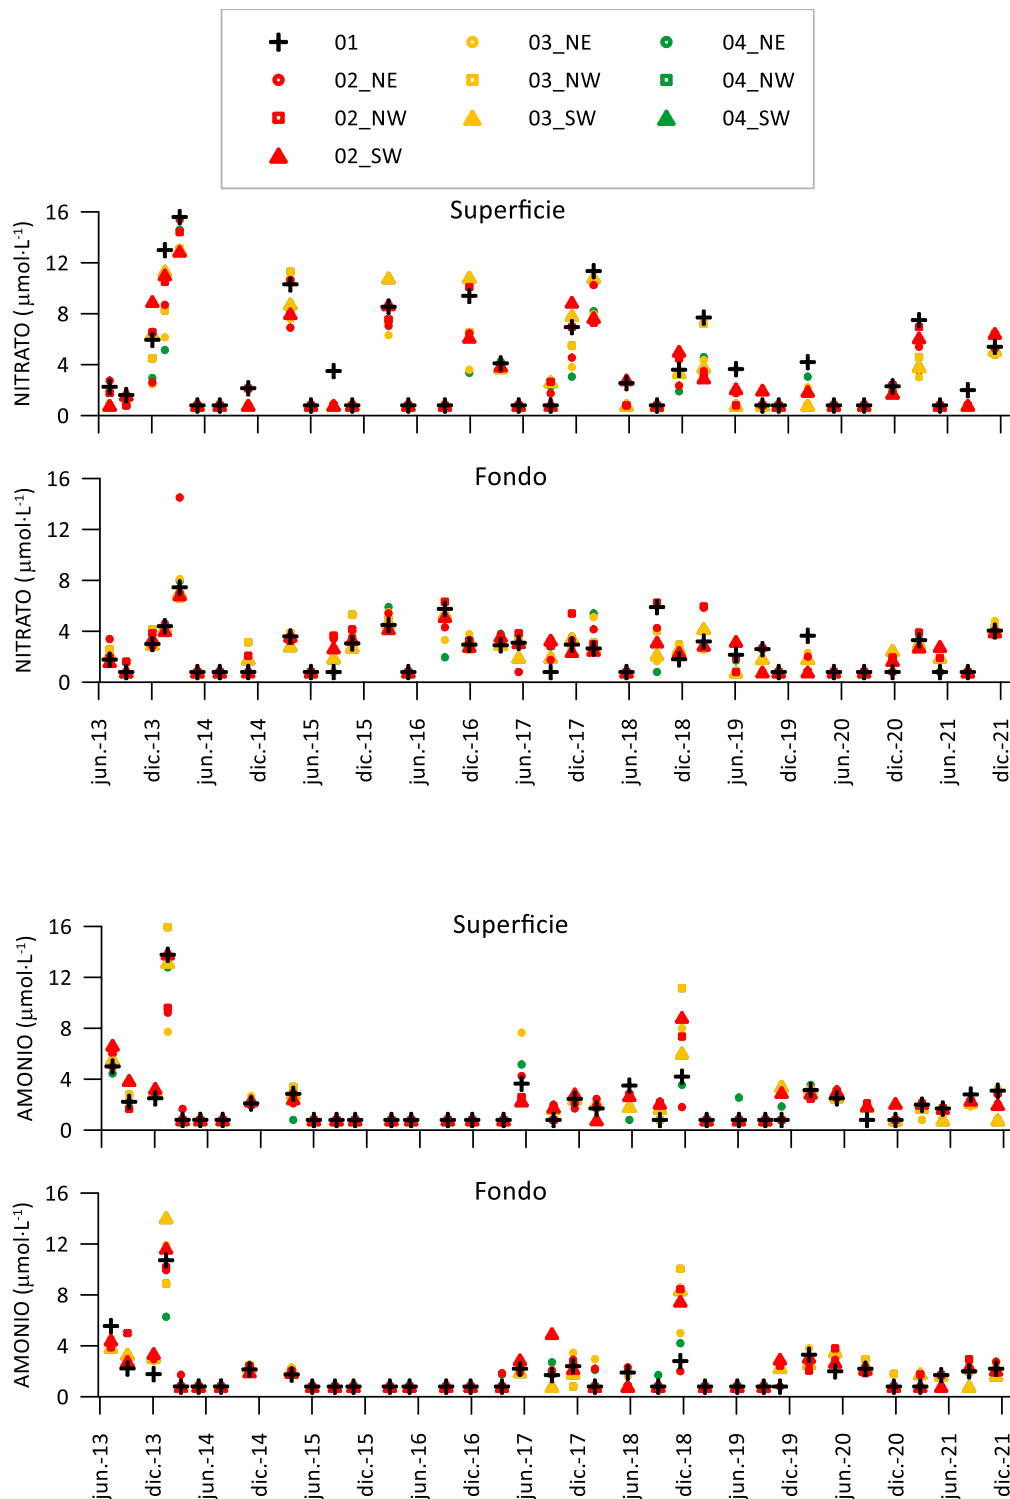 01 03_NE 04_NE
02_NE 03_NW 04_NW
02_NW 03_SW 04_SW
02_SW
Superficie
NITRATO (μmol·L⁻¹)
16
12
8
4
0
Fondo
NITRATO (μmol·L⁻¹)
16
12
8
4
0
jun.-13 dic.-13 jun.-14 dic.-14 jun.-15 dic.-15 jun.-16 dic.-16 jun.-17 dic.-17 jun.-18 dic.-18 jun.-19 dic.-19 jun.-20 dic.-20 jun.-21 dic.-21
Superficie
AMONIO (μmol·L⁻¹)
16
12
8
4
0
Fondo
AMONIO (μmol·L⁻¹)
16
12
8
4
0
jun.-13 dic.-13 jun.-14 dic.-14 jun.-15 dic.-15 jun.-16 dic.-16 jun.-17 dic.-17 jun.-18 dic.-18 jun.-19 dic.-19 jun.-20 dic.-20 jun.-21 dic.-21